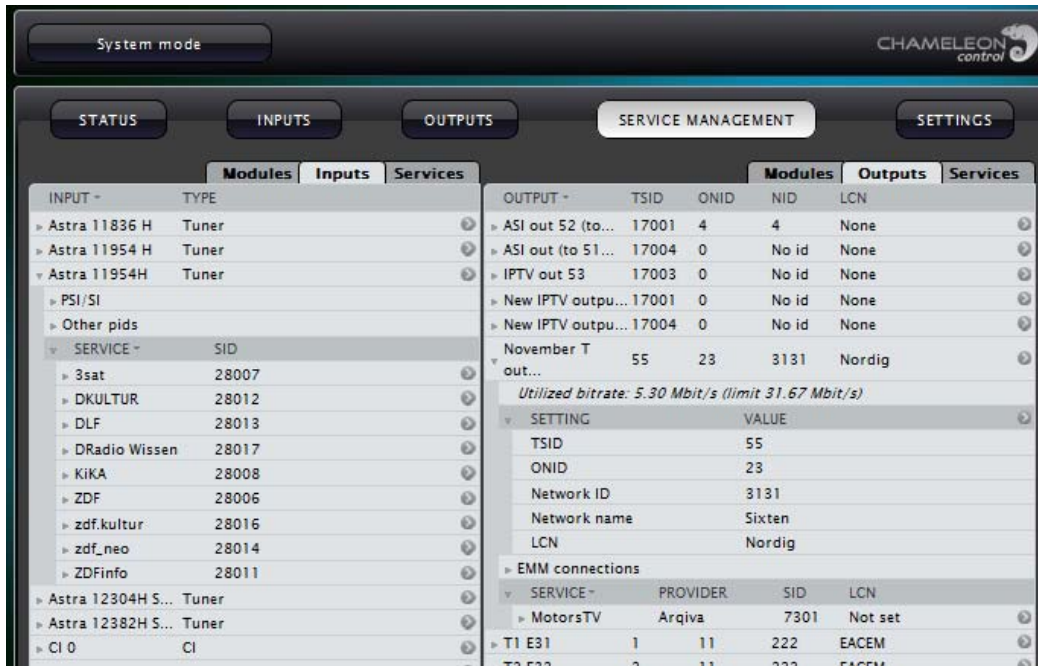 System mode
CHAMELEON
control
STATUS INPUTS OUTPUTS SERVICE MANAGEMENT SETTINGS
Modules Inputs Services
INPUT TYPE
Astra 11836 H Tuner
Astra 11954 H Tuner
Astra 11954H Tuner
PSI/SI
Other pids
SERVICE SID
3sat 28007
DKULTUR 28012
DLF 28013
DRadio Wissen 28017
KiKA 28008
ZDF 28006
zdf.kultur 28016
zdf_neo 28014
ZDFinfo 28011
Astra 12304H S... Tuner
Astra 12382H S... Tuner
CI 0 CI
Modules Outputs Services
OUTPUT TSID ONID NID LCN
ASI out 52 (to... 17001 4 4 None
ASI out (to 51... 17004 0 No id None
IPTV out 53 17003 0 No id None
New IPTV outpu... 17001 0 No id None
New IPTV outpu... 17004 0 No id None
November T out... 55 23 3131 Nordig
Utilized bitrate: 5.30 Mbit/s (limit 31.67 Mbit/s)
SETTING VALUE
TSID 55
ONID 23
Network ID 3131
Network name Sixten
LCN Nordig
EMM connections
SERVICE PROVIDER SID LCN
MotorsTV Arqiva 7301 Not set
T1 E31 1 11 222 EACEM